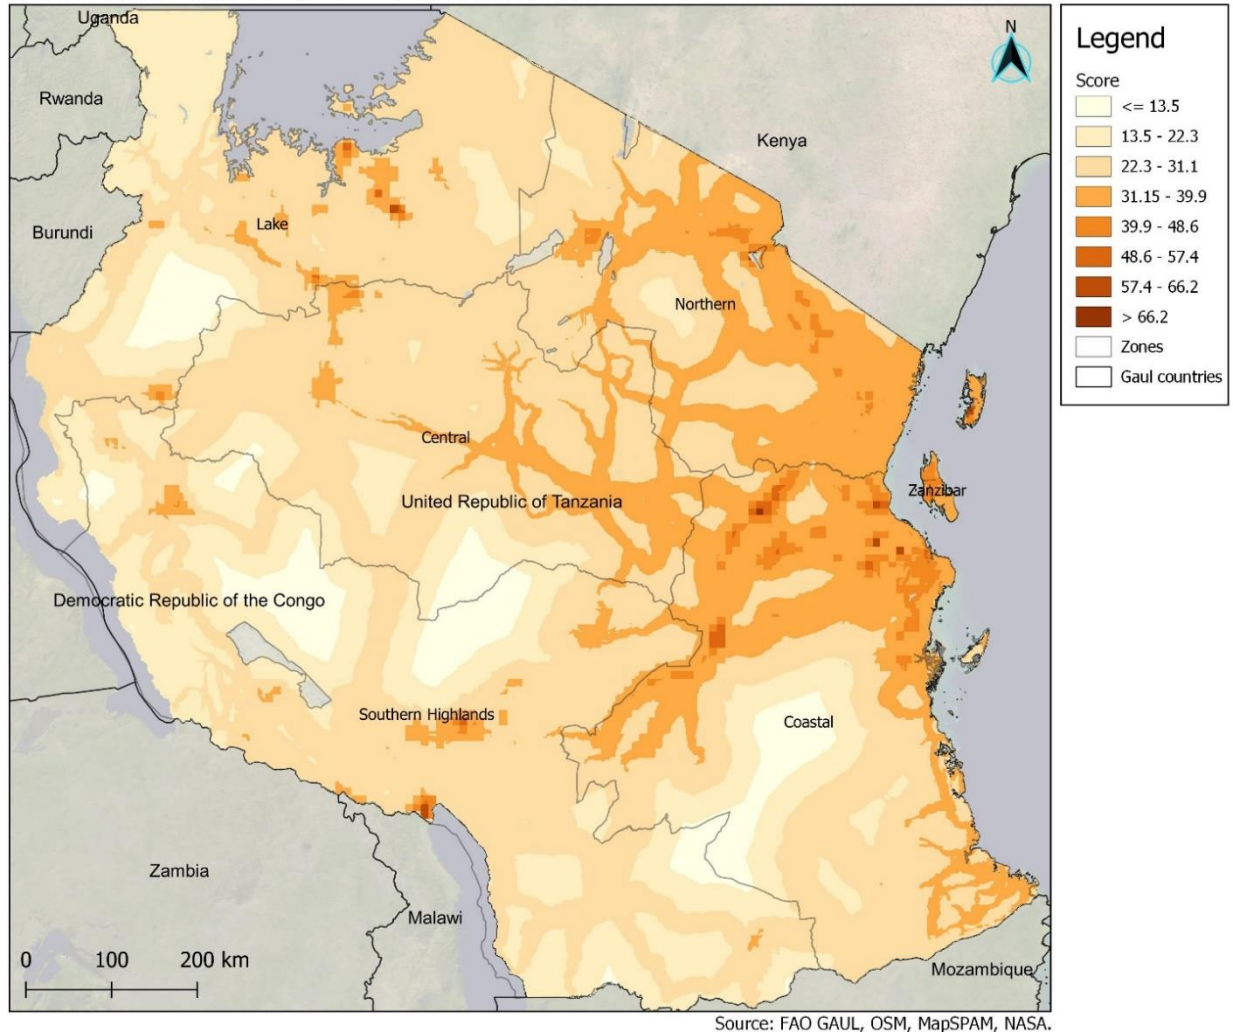 Uganda
Rwanda
Burundi
Kenya
Lake
Northern
Central
United Republic of Tanzania
Zanzibar
Democratic Republic of the Congo
Southern Highlands
Coastal
Zambia
Malawi
Mozambique
N
0 100 200 km
Legend
Score
<= 13.5
13.5 - 22.3
22.3 - 31.1
31.15 - 39.9
39.9 - 48.6
48.6 - 57.4
57.4 - 66.2
> 66.2
Zones
Gaul countries
Source: FAO GAUL, OSM, MapSPAM, NASA.